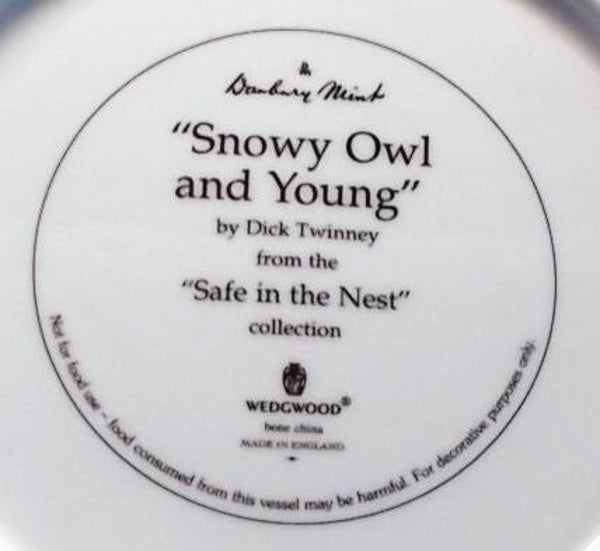 The
Danbury Mint
"Snowy Owl
and Young"
by Dick Twinney
from the
"Safe in the Nest"
collection
WEDGWOOD®
bone china
MADE IN ENGLAND
Not for food use – food consumed from this vessel may be harmful. For decorative purposes only.